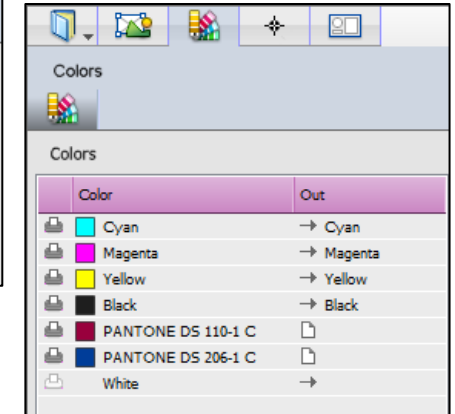 Colors
Colors
Color Out
Cyan → Cyan
Magenta → Magenta
Yellow → Yellow
Black → Black
PANTONE DS 110-1 C
PANTONE DS 206-1 C
White →